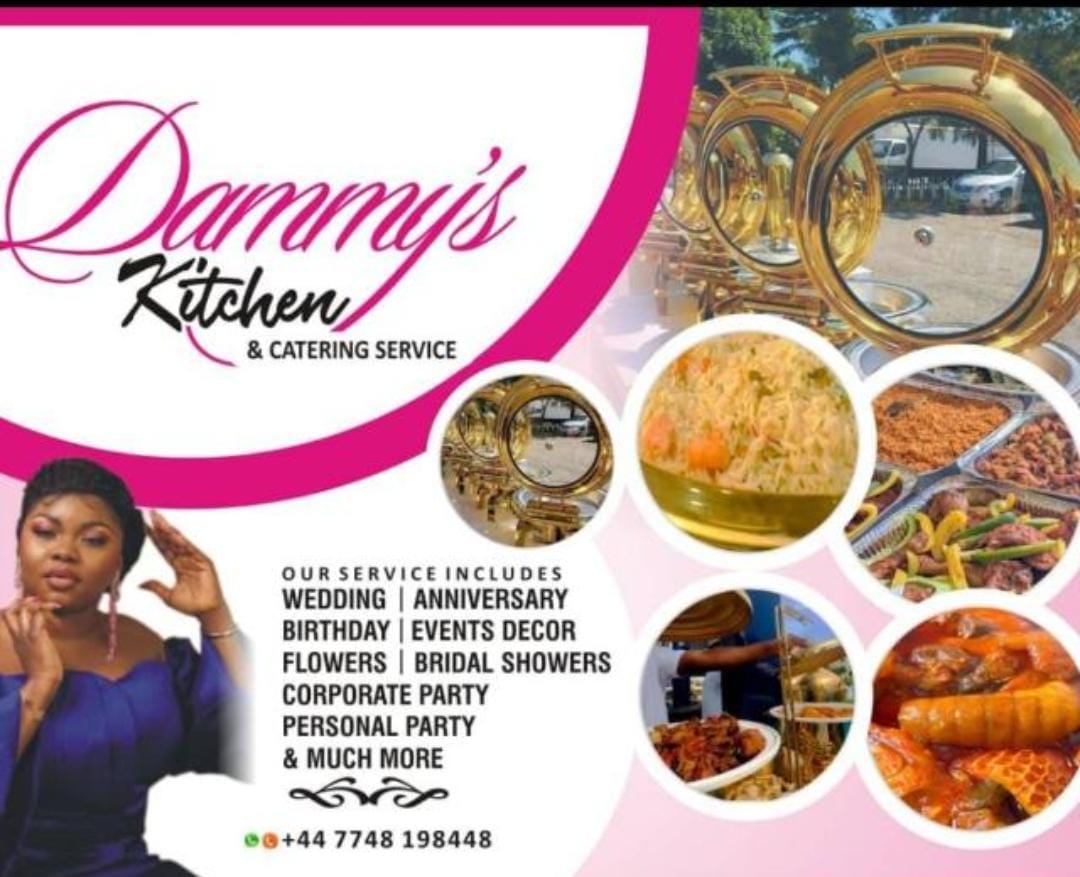 Dammy's
Kitchen
& CATERING SERVICE
OUR SERVICE INCLUDES
WEDDING | ANNIVERSARY
BIRTHDAY | EVENTS DECOR
FLOWERS | BRIDAL SHOWERS
CORPORATE PARTY
PERSONAL PARTY
& MUCH MORE
+44 7748 198448